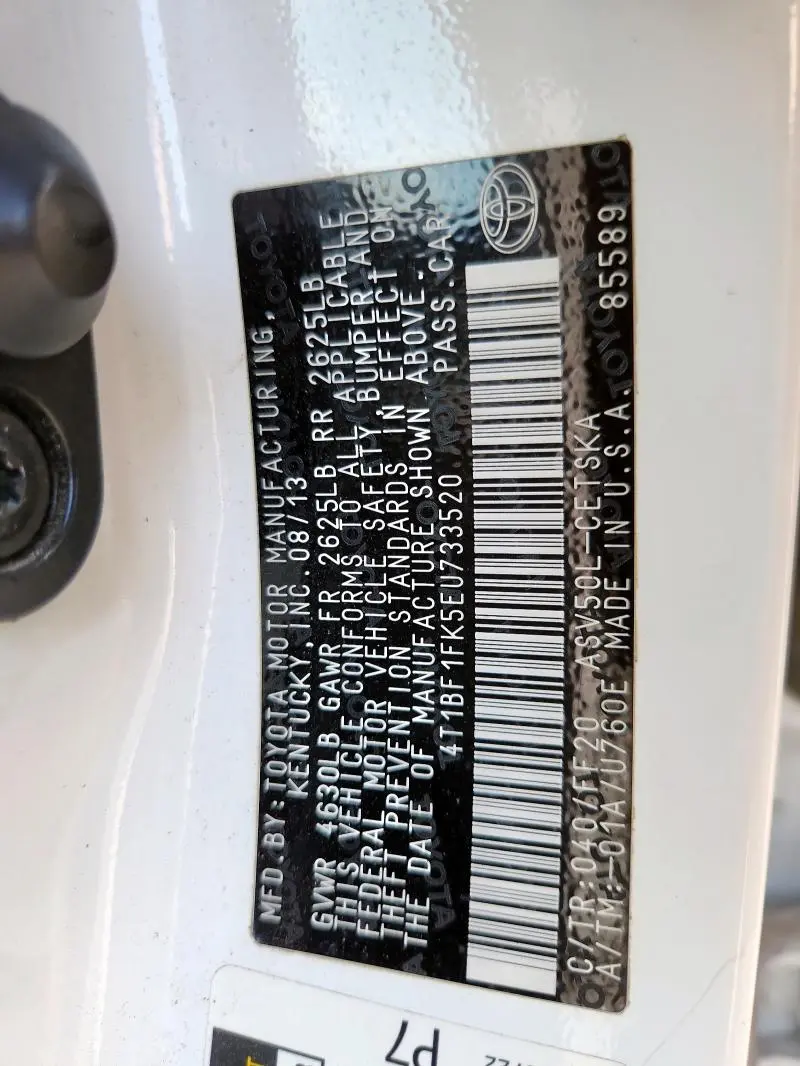 MFD.BY:TOYOTA MOTOR MANUFACTURING,
KENTUCKY,INC.08/13
GVWR 4630LB GAWR FR 2625LB RR 2625LB
THIS VEHICLE CONFORMS TO ALL APPLICABLE
FEDERAL MOTOR VEHICLE SAFETY, BUMPER,AND
THEFT PREVENTION STANDARDS IN EFFECT ON
THE DATE OF MANUFACTURE SHOWN ABOVE.
4T1BF1FK5EU733520 PASS.CAR
C/TR:040/FF20 ASV50L-CETSKA
A/TM:-01A/U760E MADE IN U.S.A. 85589
P7